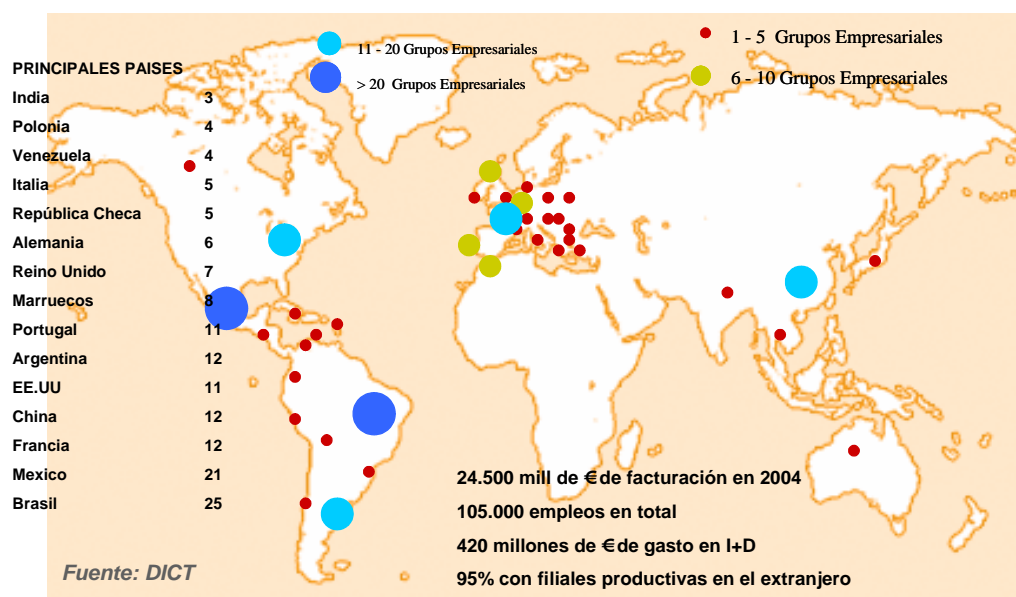 11 - 20 Grupos Empresariales
> 20 Grupos Empresariales
1 - 5 Grupos Empresariales
6 - 10 Grupos Empresariales
PRINCIPALES PAISES
India 3
Polonia 4
Venezuela 4
Italia 5
República Checa 5
Alemania 6
Reino Unido 7
Marruecos 8
Portugal 11
Argentina 12
EE.UU 11
China 12
Francia 12
Mexico 21
Brasil 25
24.500 mill de € de facturación en 2004
105.000 empleos en total
420 millones de € de gasto en I+D
95% con filiales productivas en el extranjero
Fuente: DICT